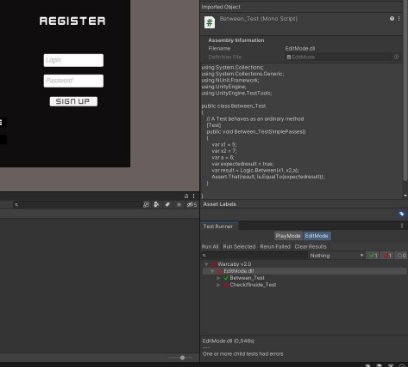 REGISTER
Login
Password
SIGN UP
Imported Object
Between_Test (Mono Script)
Assembly Information
Filename EditMode.dll
Definition File EditMode
using System.Collections;
using System.Collections.Generic;
using NUnit.Framework;
using UnityEngine;
using UnityEngine.TestTools;
public class Between_Test
{
// A Test behaves as an ordinary method
[Test]
public void Between_TestSimplePasses()
{
var x1 = 5;
var x2 = 7;
var a = 6;
var expectedresult = true;
var result = Logic.Between(x1, x2,a);
Assert.That(result, Is.EqualTo(expectedresult));
}
}
Asset Labels
Test Runner
PlayMode EditMode
Run All Run Selected Rerun Failed Clear Results
Nothing 1 1 0
Warcaby v2.0
EditMode.dll
Between_Test
CheckIfInside_Test
EditMode.dll (0,548s)
---
One or more child tests had errors